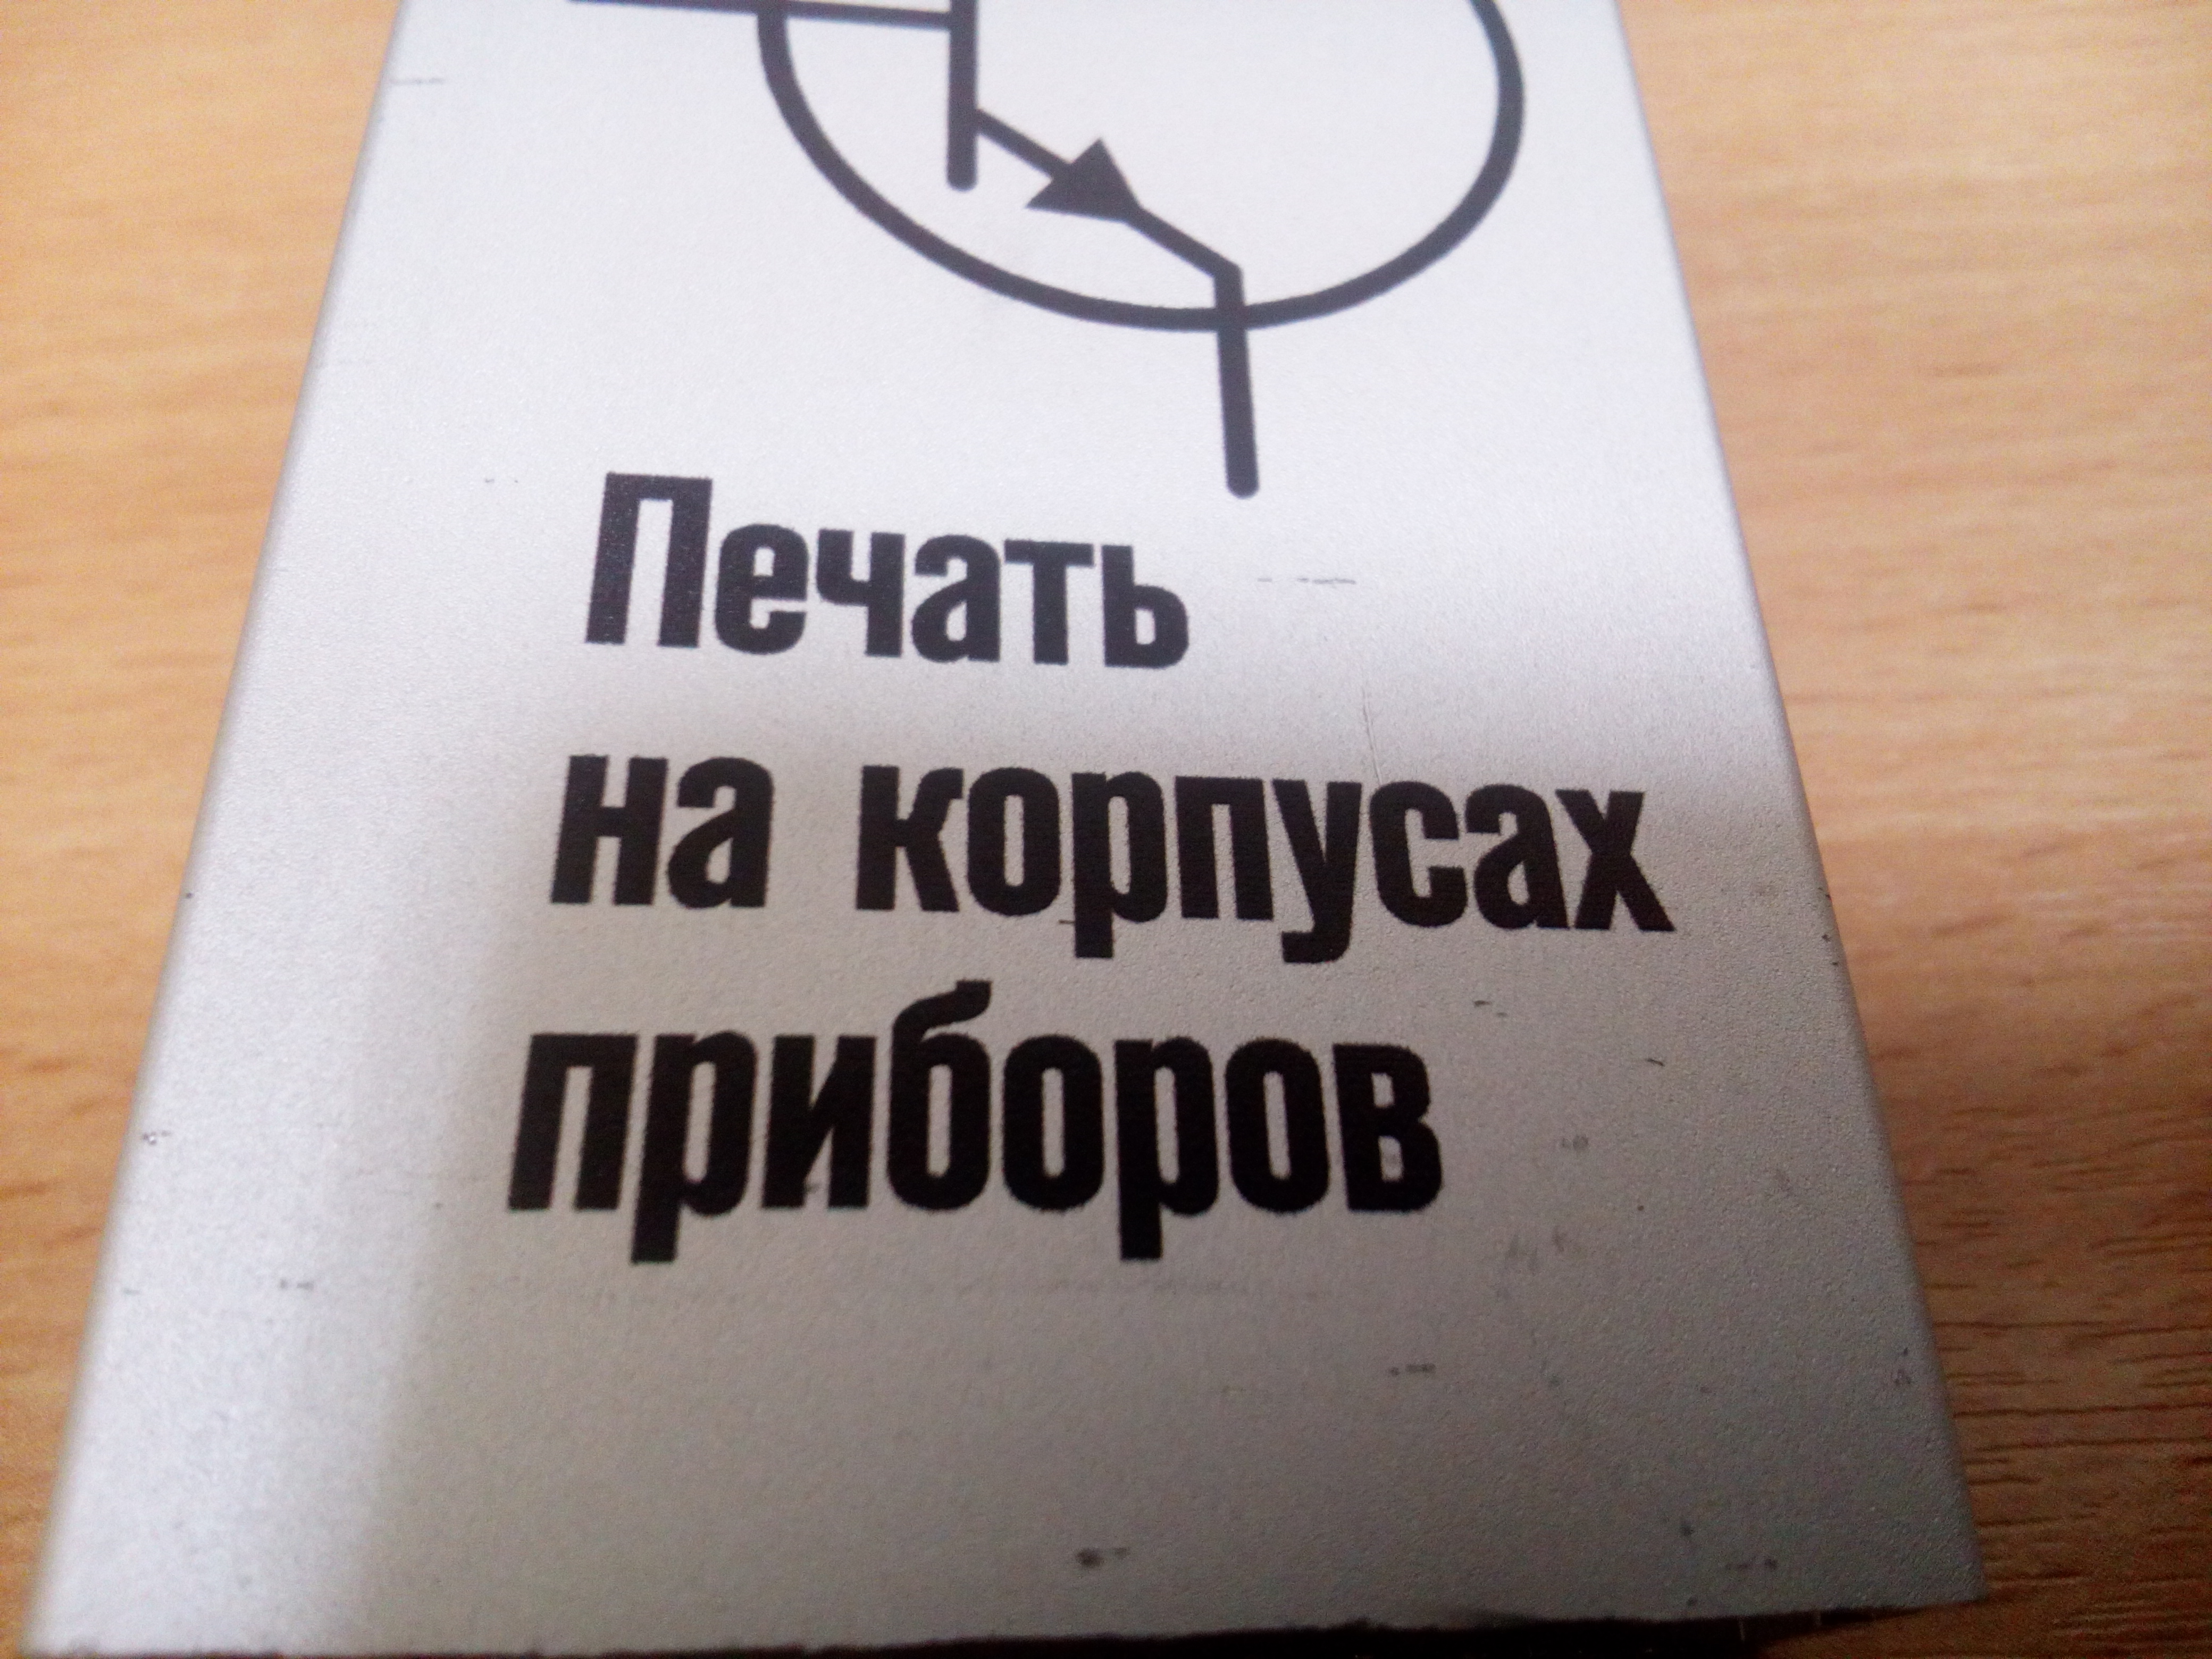 Печать
на корпусах
приборов